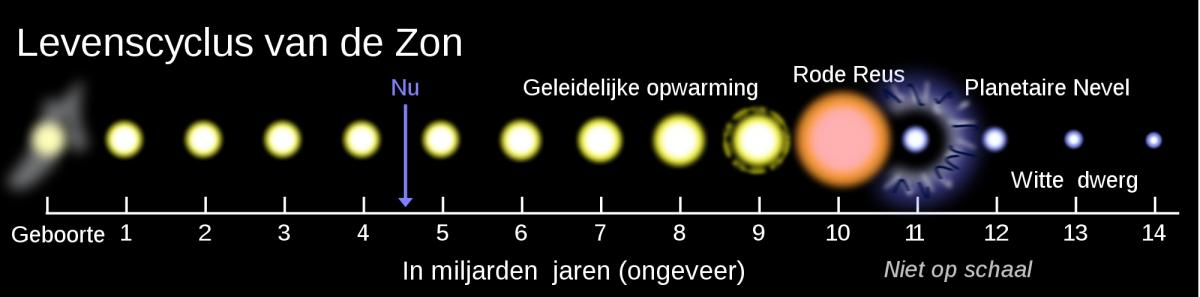 Levenscyclus van de Zon
Nu
Geleidelijke opwarming
Rode Reus
Planetaire Nevel
Witte dwerg
Geboorte 1 2 3 4 5 6 7 8 9 10 11 12 13 14
In miljarden jaren (ongeveer)
Niet op schaal